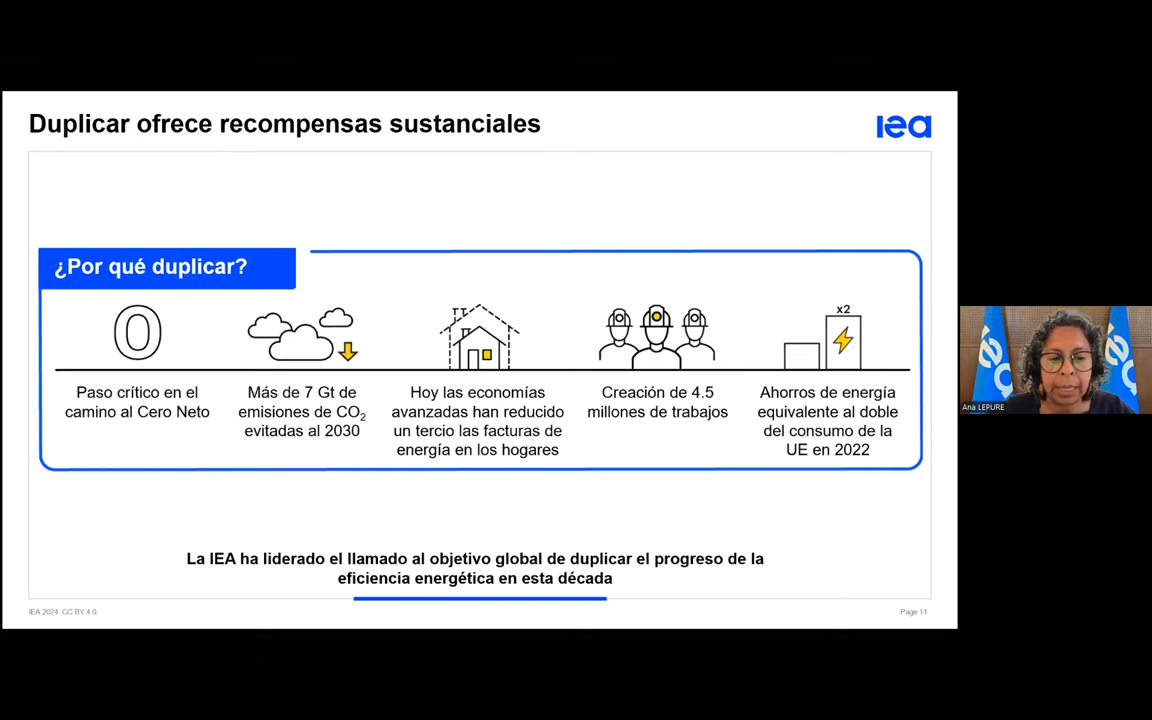 Duplicar ofrece recompensas sustanciales
iea
¿Por qué duplicar?
0
x2
Paso crítico en el
camino al Cero Neto
Más de 7 Gt de
emisiones de CO₂
evitadas al 2030
Hoy las economías
avanzadas han reducido
un tercio las facturas de
energía en los hogares
Creación de 4.5
millones de trabajos
Ahorros de energía
equivalente al doble
del consumo de la
UE en 2022
La IEA ha liderado el llamado al objetivo global de duplicar el progreso de la
eficiencia energética en esta década
IEA 2024. CC BY 4.0.
Page 11
iea
iea
Ana LEPURE